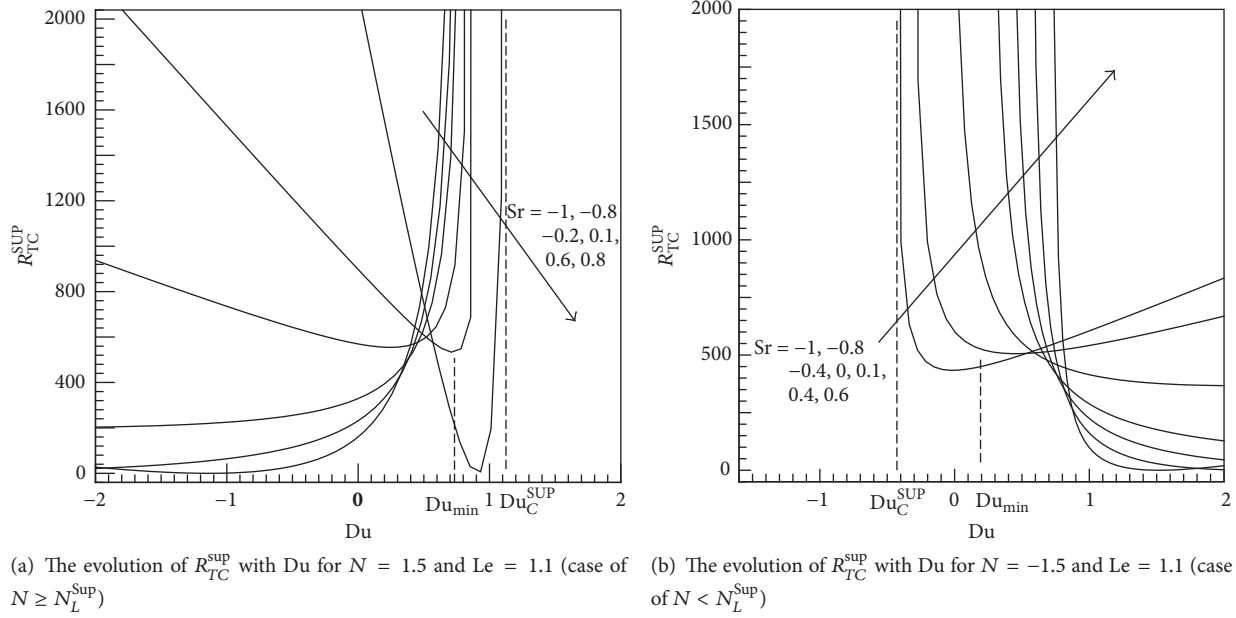 2000
1600
1200
800
400
0
R_TC^SUP
Sr = −1, −0.8
−0.2, 0.1,
0.6, 0.8
−2
−1
0
1
2
Du_min
Du_C^SUP
Du
(a) The evolution of R_TC^sup with Du for N = 1.5 and Le = 1.1 (case of
N ≥ N_L^Sup)
2000
1500
1000
500
0
R_TC^SUP
Sr = −1, −0.8
−0.4, 0, 0.1,
0.4, 0.6
−1
0
1
2
Du_C^SUP
Du_min
Du
(b) The evolution of R_TC^sup with Du for N = −1.5 and Le = 1.1 (case
of N < N_L^Sup)